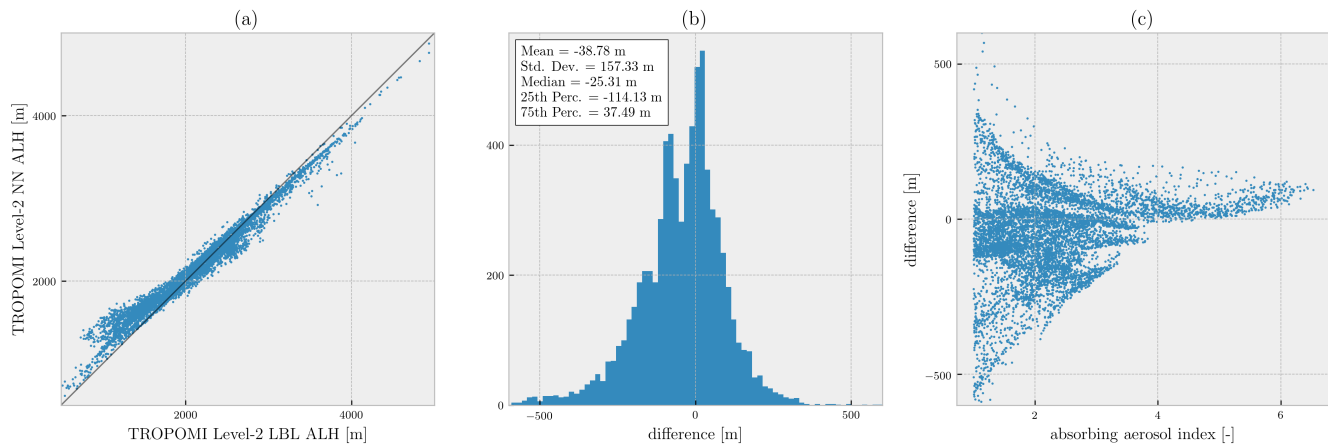 (a)
TROPOMI Level-2 NN ALH [m]
4000
2000
2000
4000
TROPOMI Level-2 LBL ALH [m]
(b)
Mean = -38.78 m
Std. Dev. = 157.33 m
Median = -25.31 m
25th Perc. = -114.13 m
75th Perc. = 37.49 m
400
200
0
−500
0
500
difference [m]
(c)
difference [m]
500
0
−500
2
4
6
absorbing aerosol index [-]